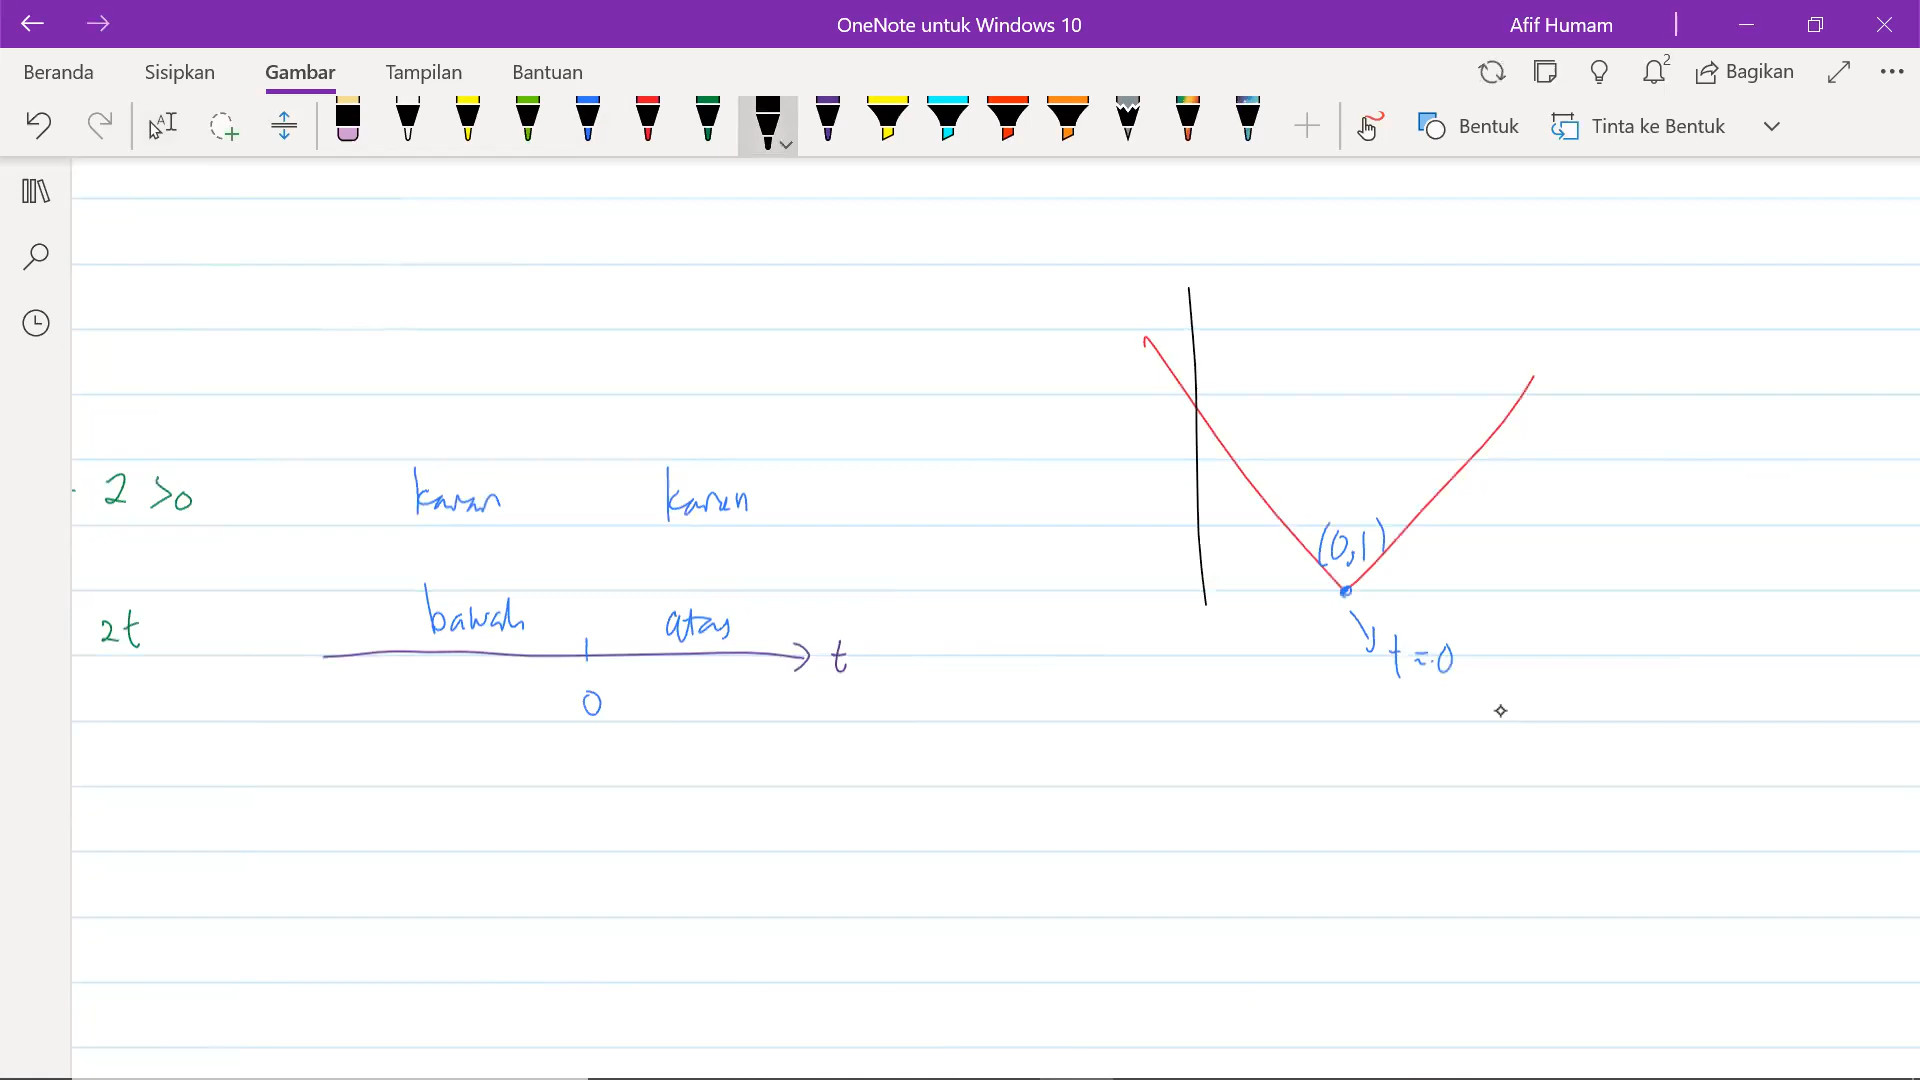 OneNote untuk Windows 10
Afif Humam
Beranda
Sisipkan
Gambar
Tampilan
Bantuan
2
Bagikan
Bentuk
Tinta ke Bentuk
2 >0
kanan
kanan
(0,1)
2t
bawah
atas
t
t=0
0